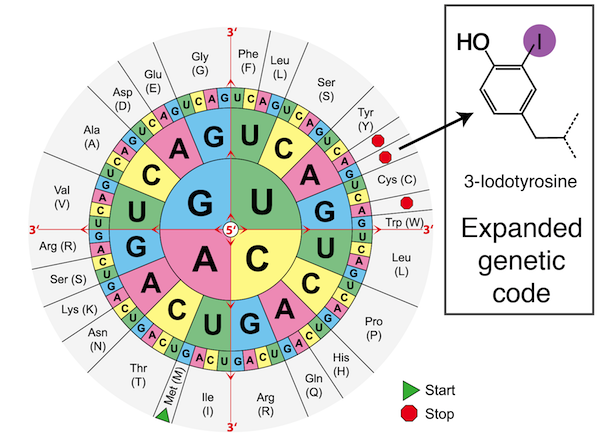 3'
Phe
(F)
Leu
(L)
Ser
(S)
Tyr
(Y)
Cys (C)
Trp (W)
3'
Leu
(L)
Pro
(P)
His
(H)
Gln
(Q)
Arg
(R)
3'
Ile
(I)
Met (M)
Thr
(T)
Asn
(N)
Lys (K)
Ser (S)
Arg (R)
3'
Val
(V)
Ala
(A)
Asp
(D)
Glu
(E)
Gly
(G)
U C A G U C A G U C A G U C A G
U C A G U C A G U C A G U C A G
U C A G U C A G U C A G U C A G
U C A G U C A G U C A G U C A G
U C A G
U C A G
U C A G
U C A G
G U
5'
A C
Start
Stop
HO
I
3-Iodotyrosine
Expanded
genetic
code